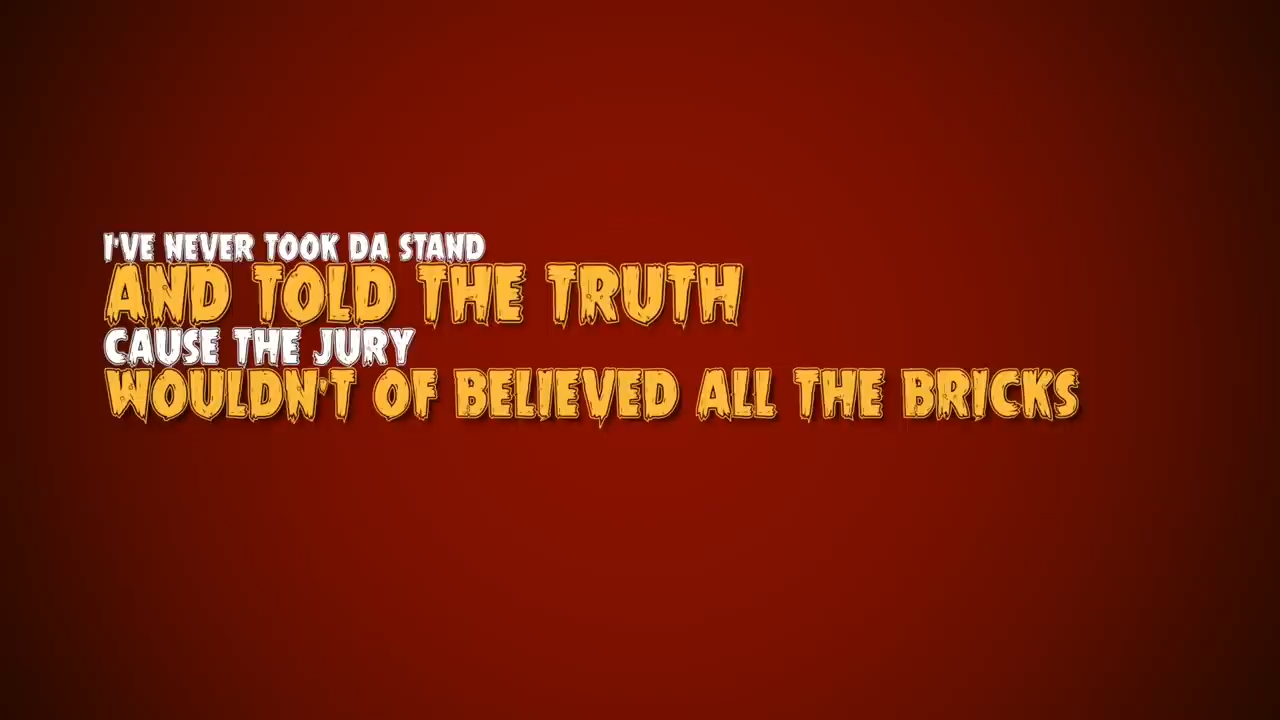 I'VE NEVER TOOK DA STAND
AND TOLD THE TRUTH
CAUSE THE JURY
WOULDN'T OF BELIEVED ALL THE BRICKS